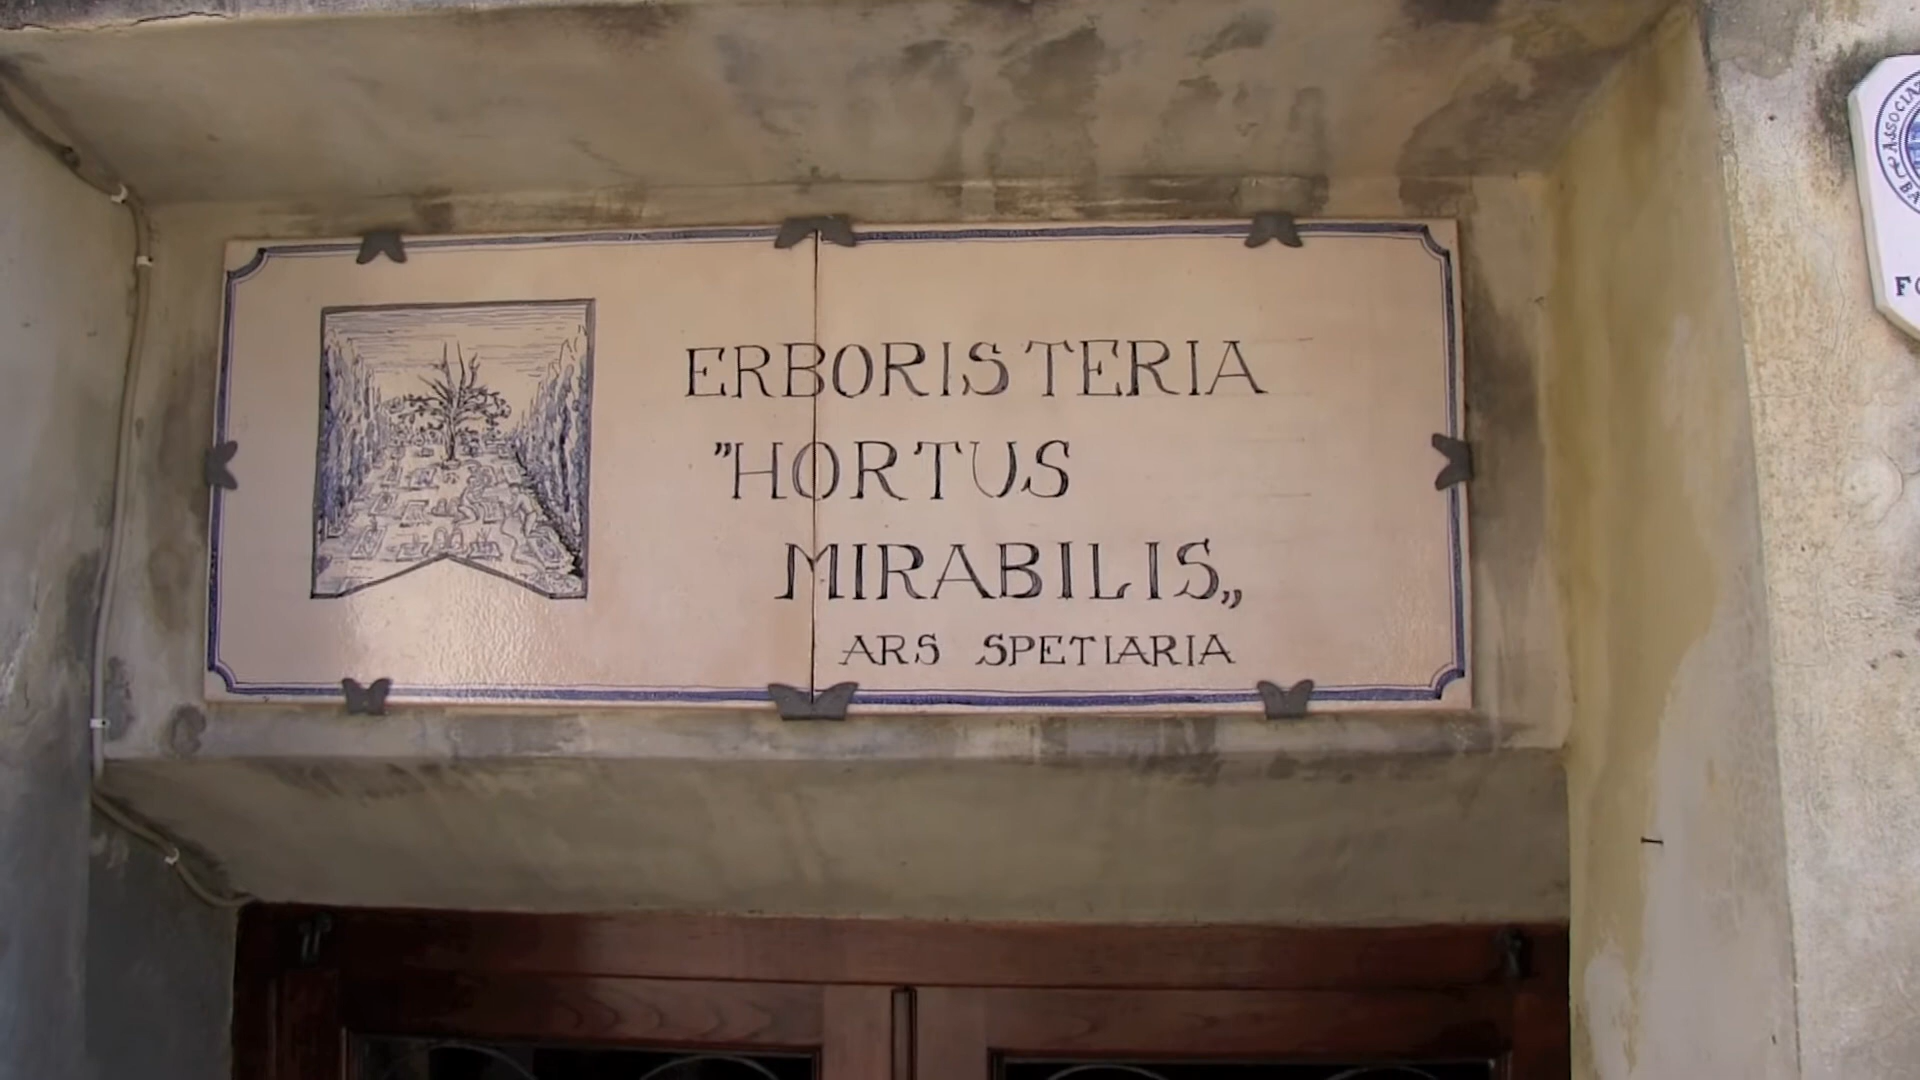 ERBORISTERIA
"HORTUS
MIRABILIS„
ARS SPETIARIA